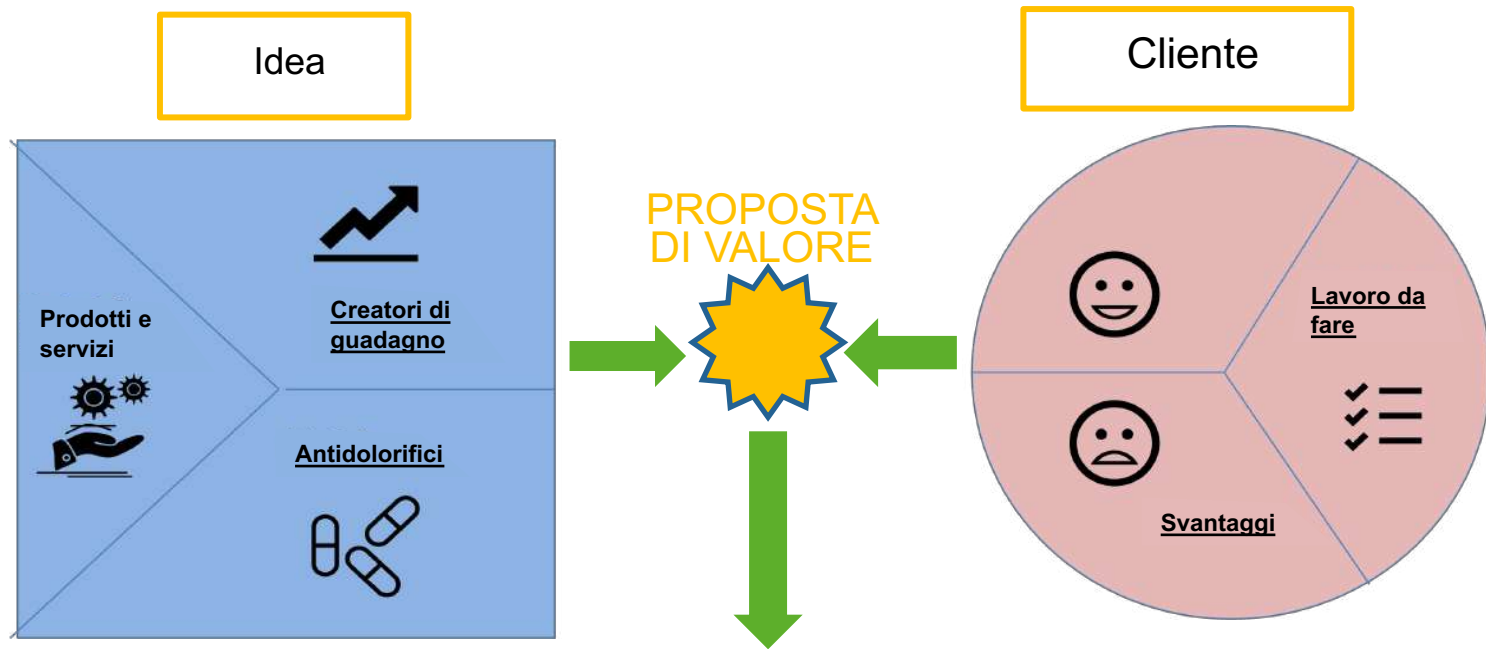 Idea
Cliente
PROPOSTA
DI VALORE
Prodotti e
servizi
Creatori di
guadagno
Antidolorifici
Lavoro da
fare
Svantaggi